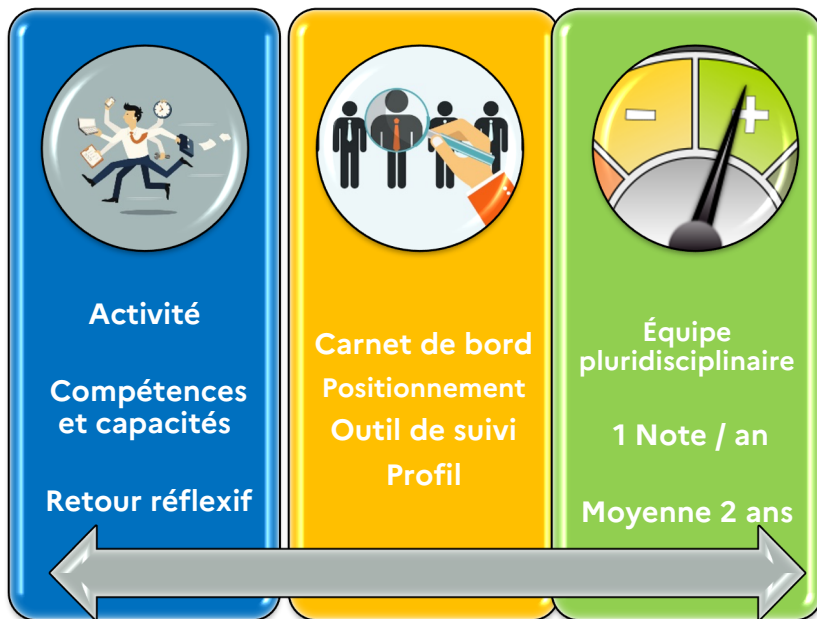 Activité
Compétences
et capacités
Retour réflexif
Carnet de bord
Positionnement
Outil de suivi
Profil
Équipe
pluridisciplinaire
1 Note / an
Moyenne 2 ans